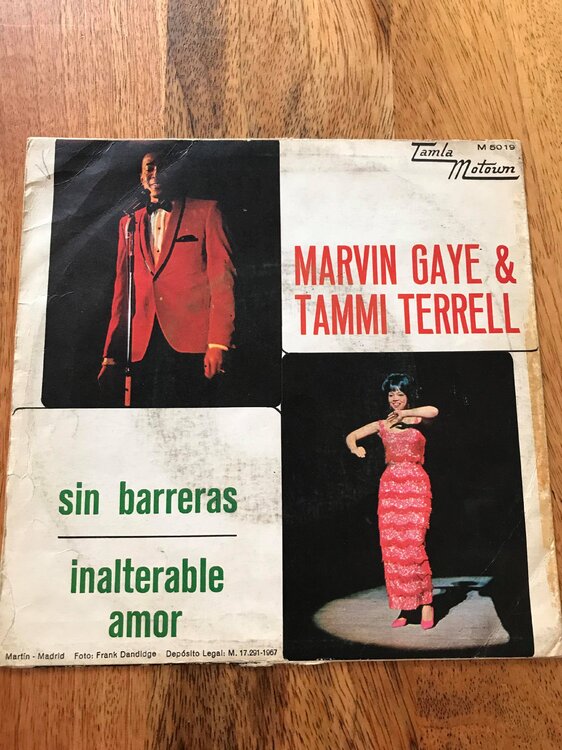 Tamla
Motown
M 5019
MARVIN GAYE &
TAMMI TERRELL
sin barreras
inalterable
amor
Martín - Madrid Foto: Frank Dandidge Depósito Legal: M. 17.291-1967